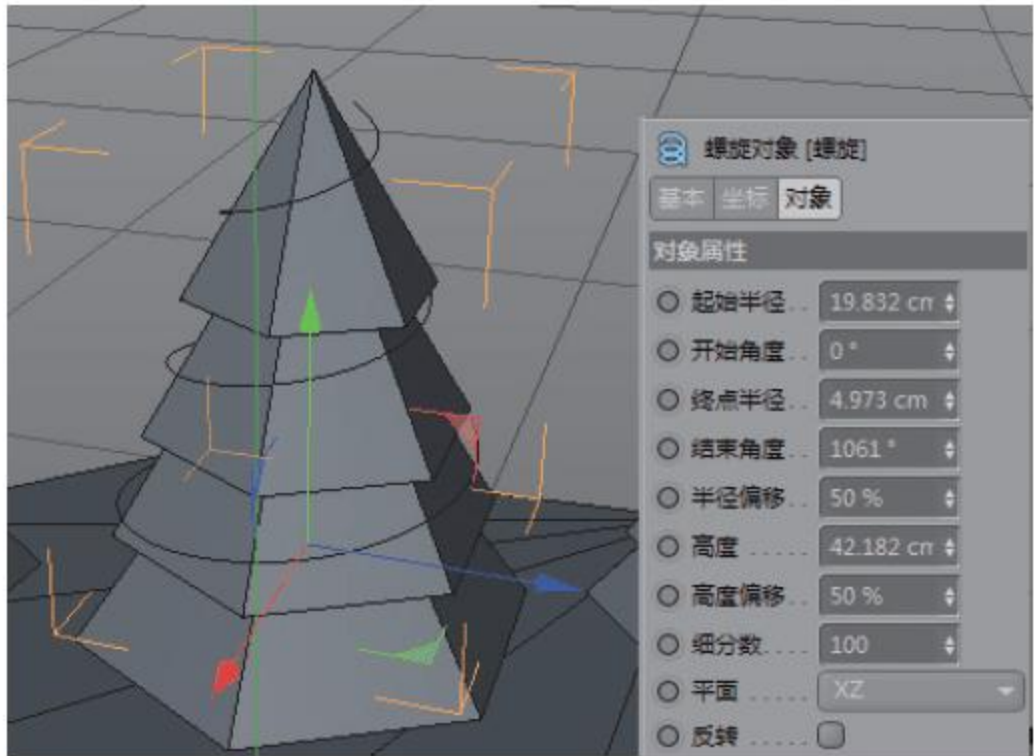 螺旋对象 [螺旋]
基本 坐标 对象
对象属性
起始半径 . . 19.832 cm
开始角度 . . 0 °
终点半径 . . 4.973 cm
结束角度 . . 1061 °
半径偏移 . . 50 %
高度 . . . . . 42.182 cm
高度偏移 . . 50 %
细分数 . . . . 100
平面 . . . . . XZ
反转 . . . . .